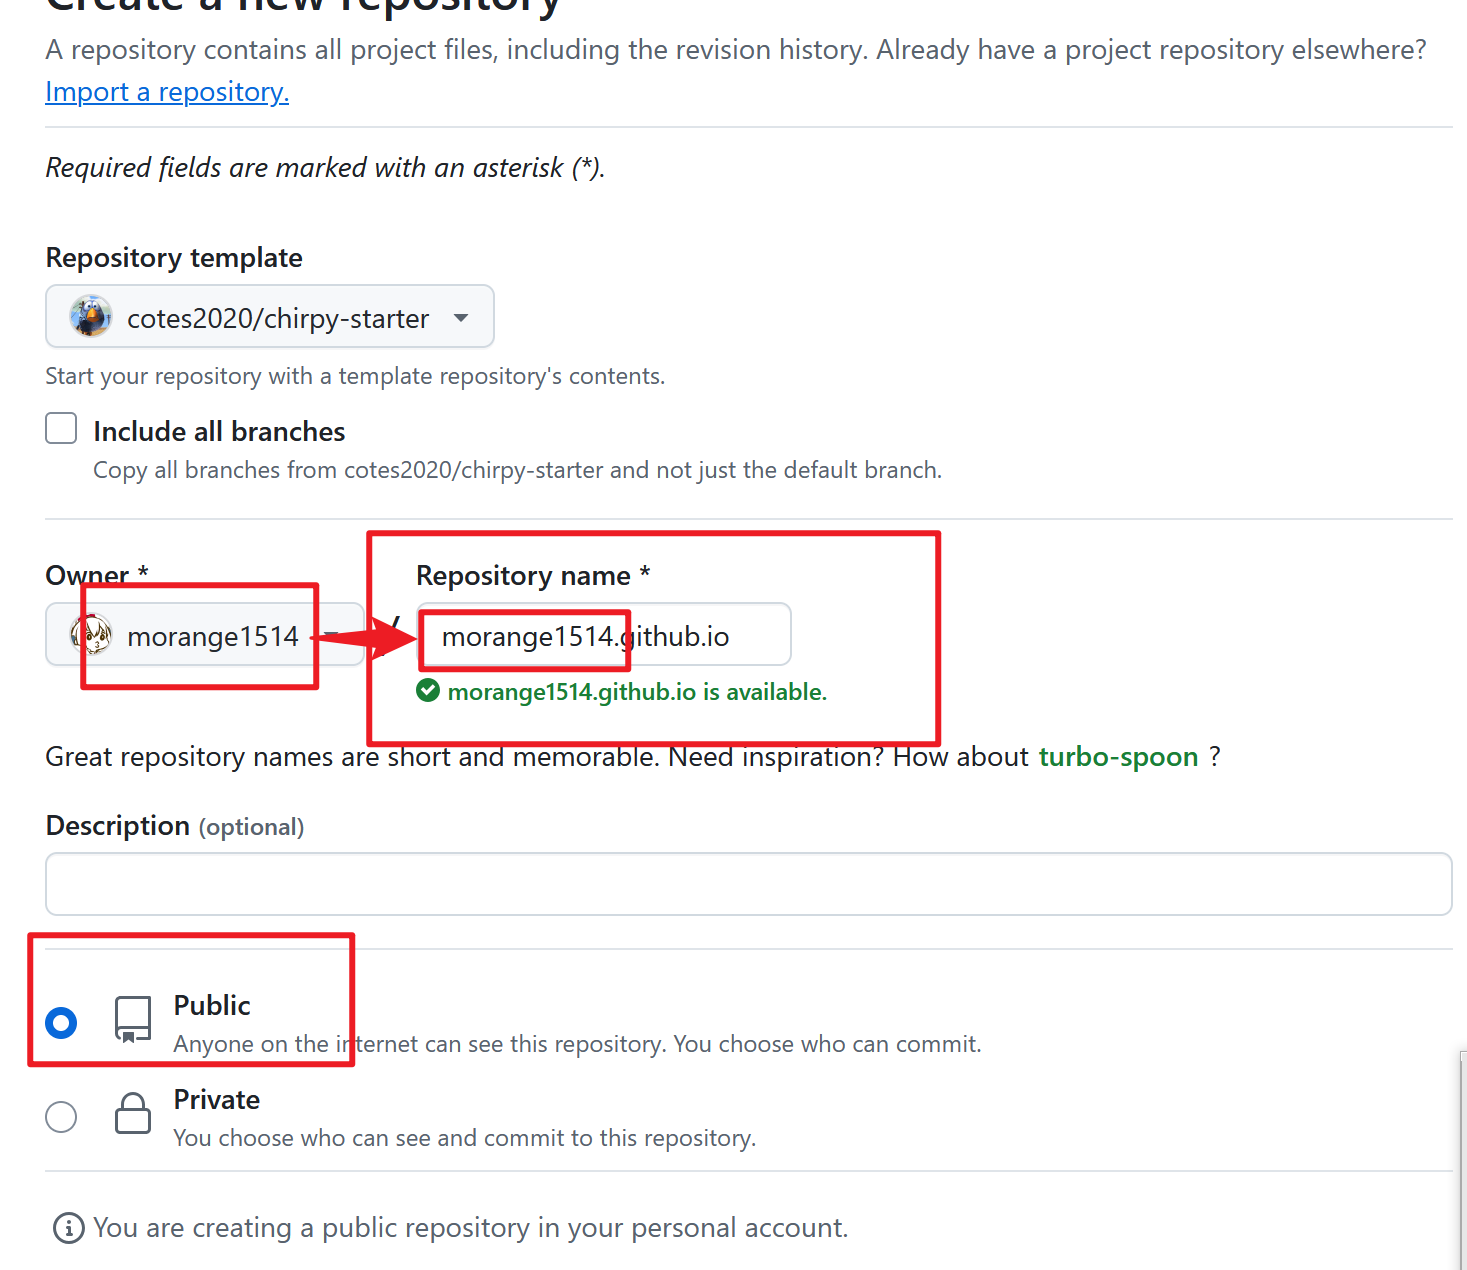 Create a new repository
A repository contains all project files, including the revision history. Already have a project repository elsewhere?
Import a repository.
Required fields are marked with an asterisk (*).
Repository template
cotes2020/chirpy-starter
Start your repository with a template repository's contents.
Include all branches
Copy all branches from cotes2020/chirpy-starter and not just the default branch.
Owner *
Repository name *
morange1514 / morange1514.github.io
morange1514.github.io is available.
Great repository names are short and memorable. Need inspiration? How about turbo-spoon ?
Description (optional)
Public
Anyone on the internet can see this repository. You choose who can commit.
Private
You choose who can see and commit to this repository.
You are creating a public repository in your personal account.